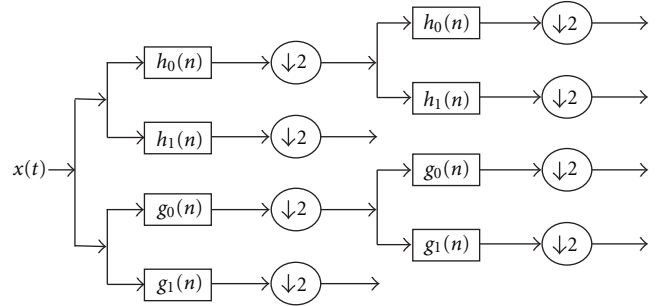 h₀(n) ↓2
h₀(n) ↓2
h₁(n) ↓2
h₁(n) ↓2
x(t)
g₀(n) ↓2
g₀(n) ↓2
g₁(n) ↓2
g₁(n) ↓2